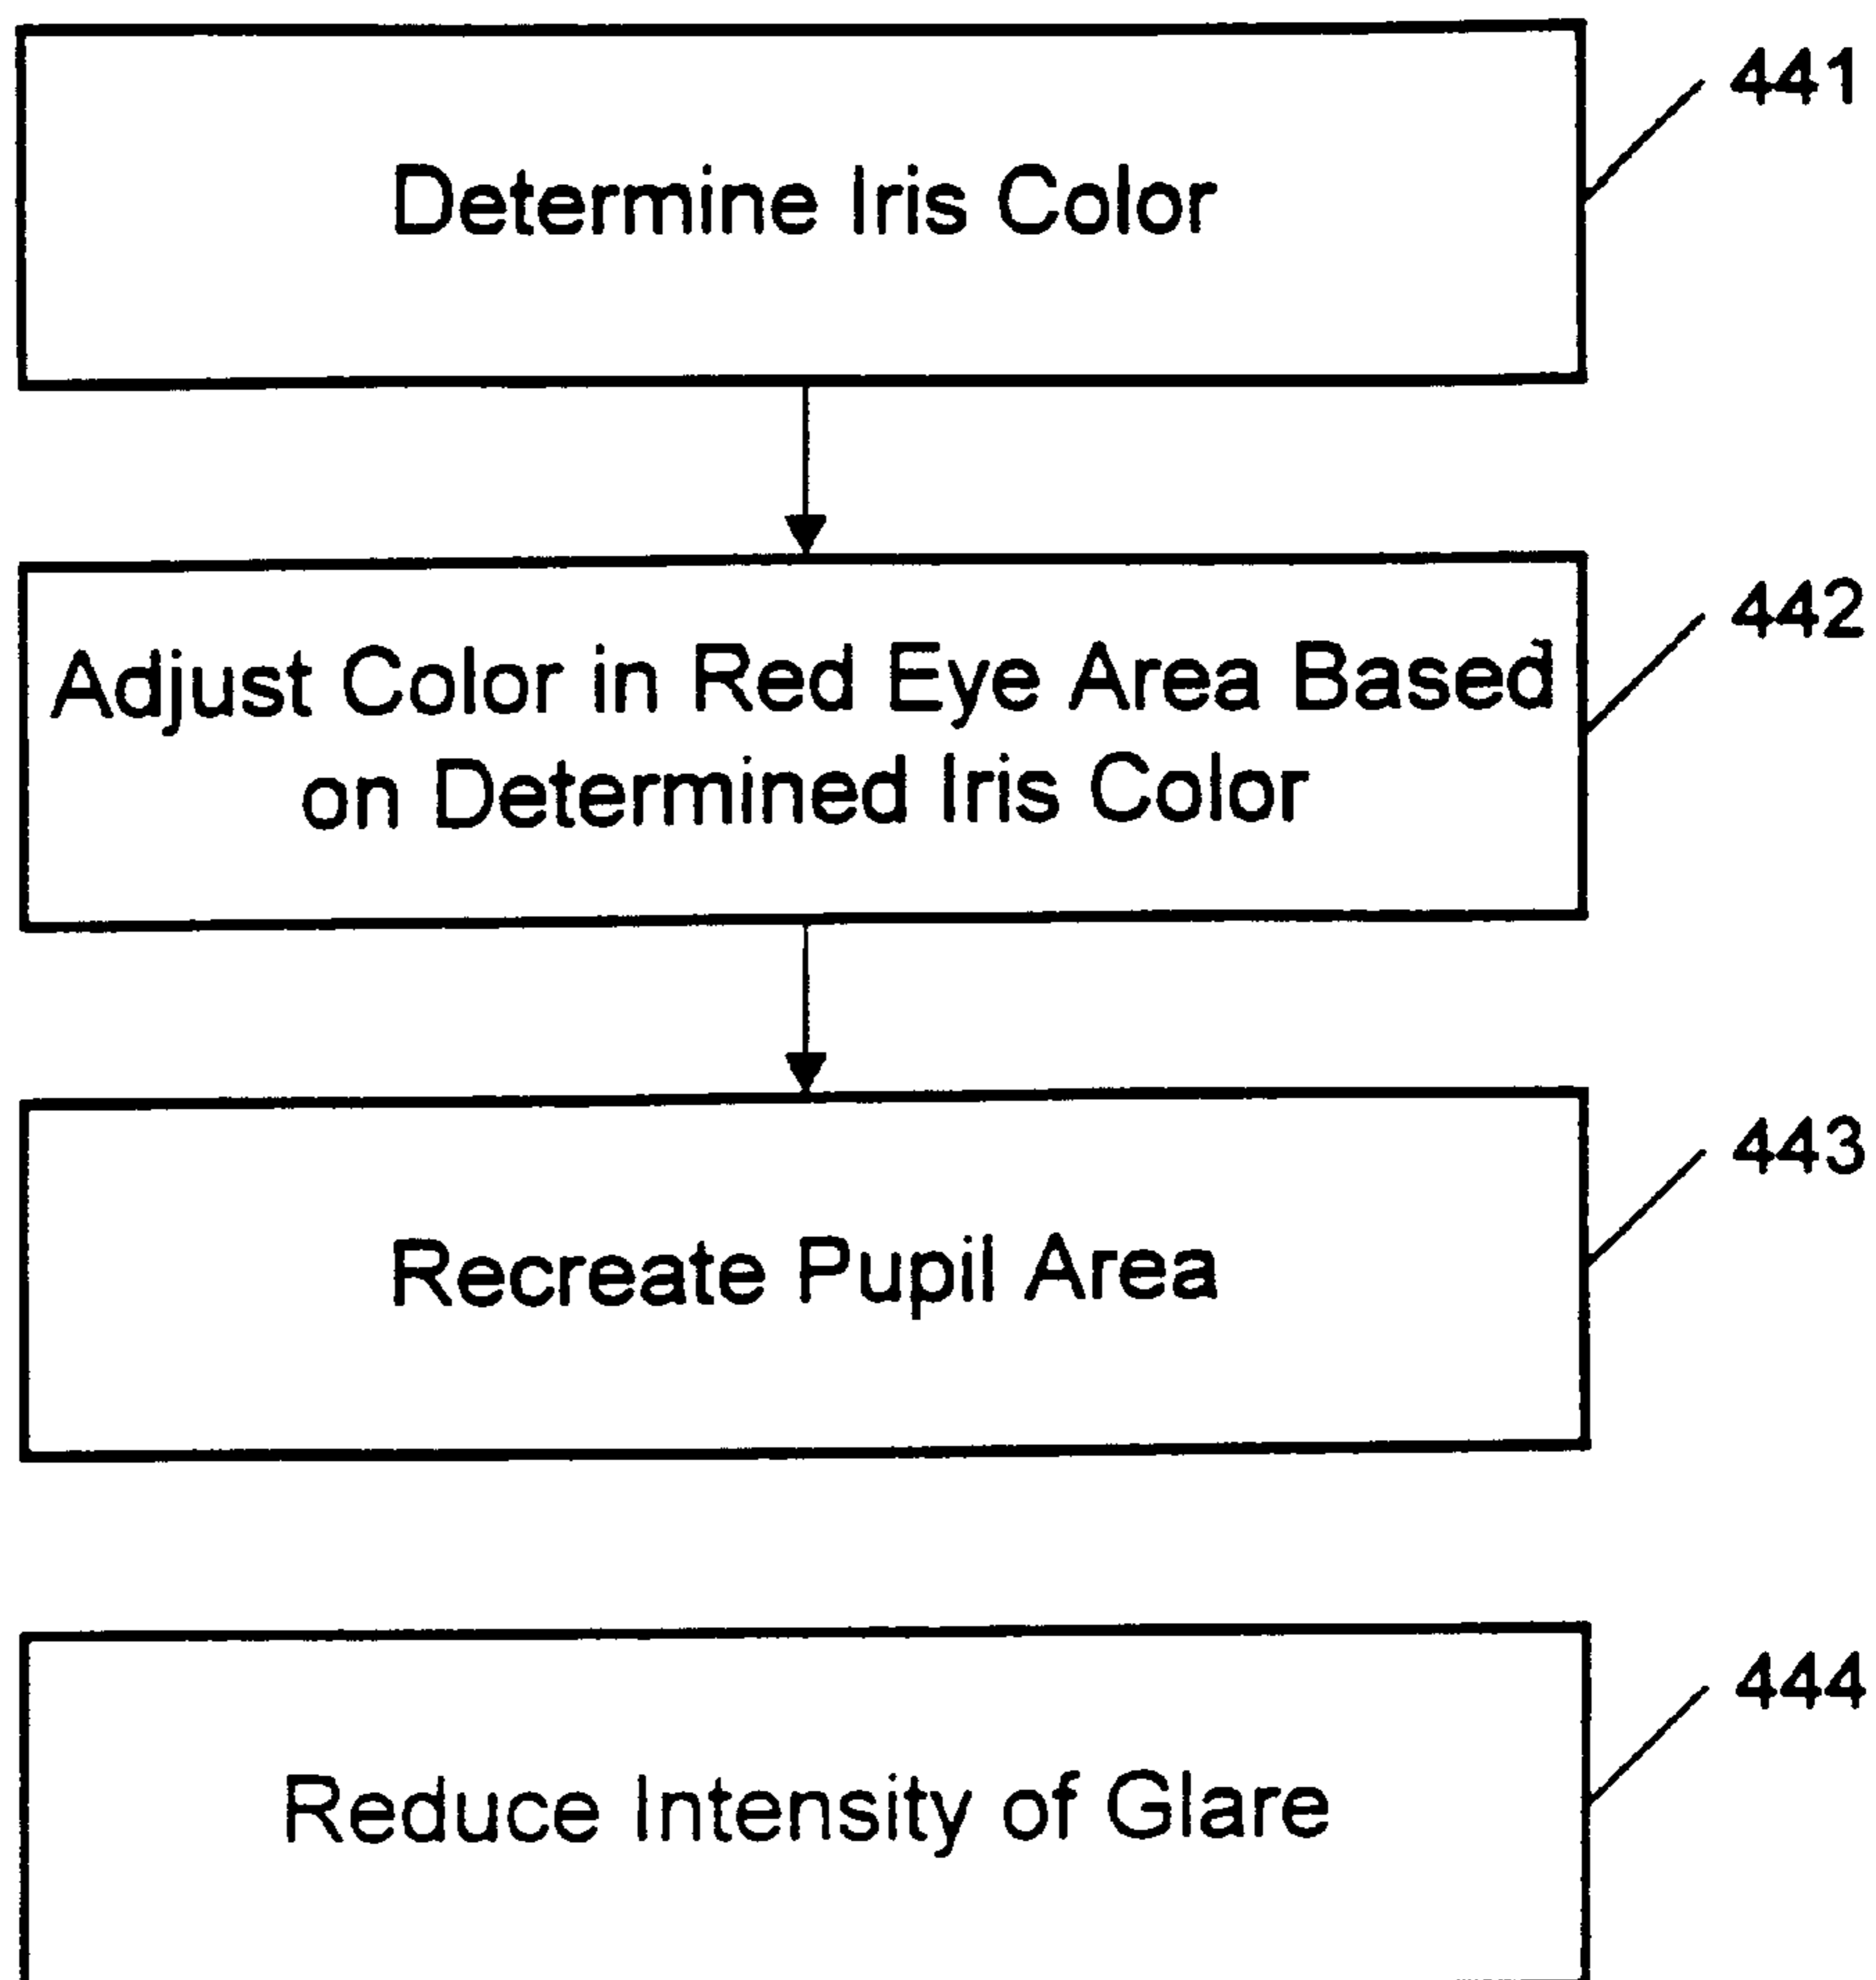 441
Determine Iris Color
442
Adjust Color in Red Eye Area Based
on Determined Iris Color
443
Recreate Pupil Area
444
Reduce Intensity of Glare